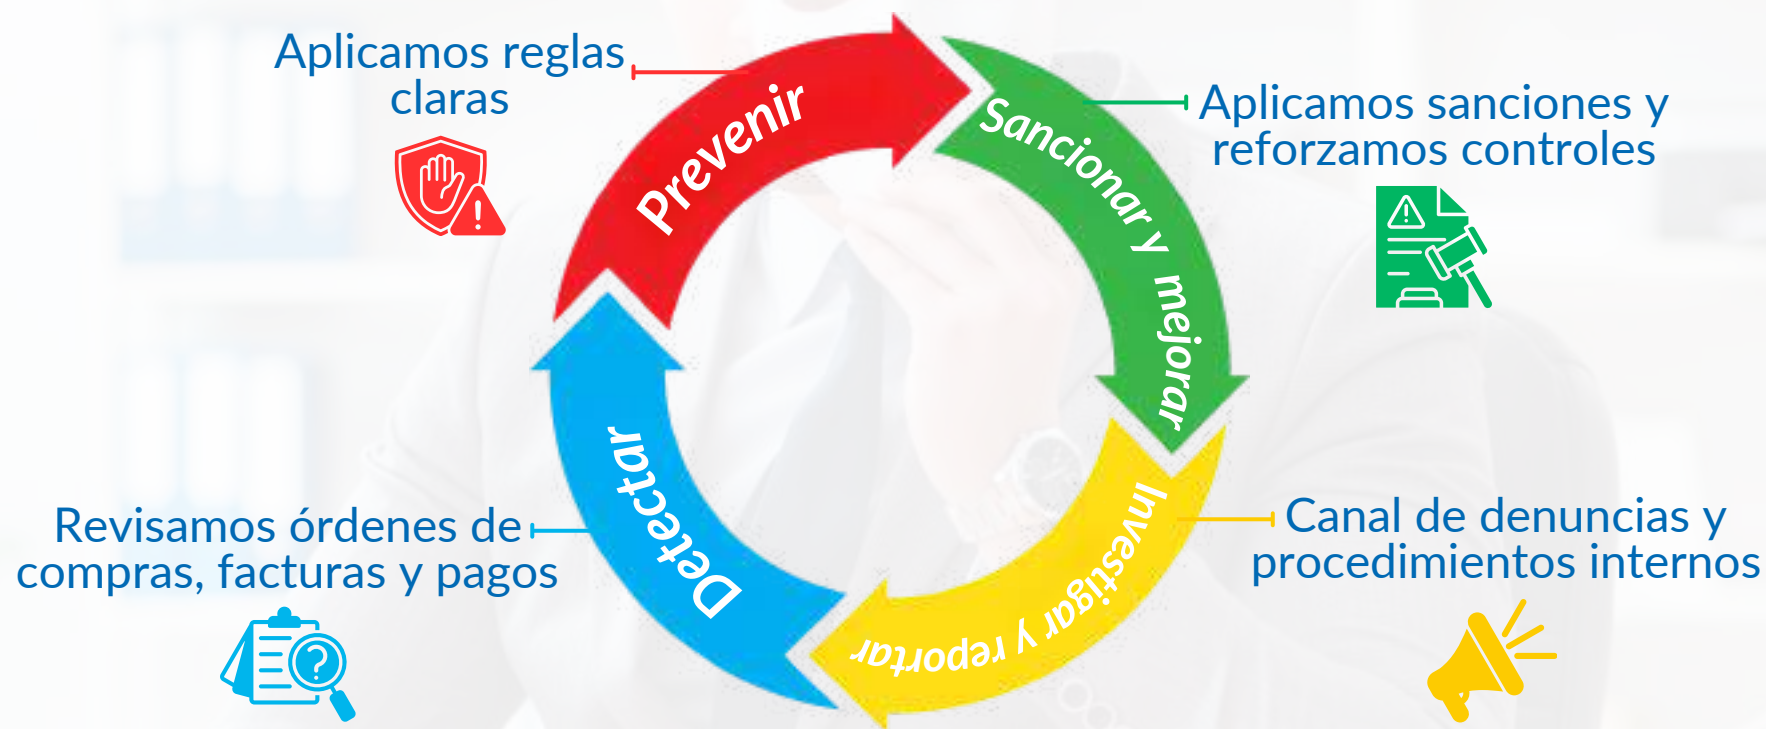 Aplicamos reglas
claras
Prevenir
Sancionar y mejorar
Aplicamos sanciones y
reforzamos controles
Detectar
Revisamos órdenes de
compras, facturas y pagos
Investigar y reportar
Canal de denuncias y
procedimientos internos